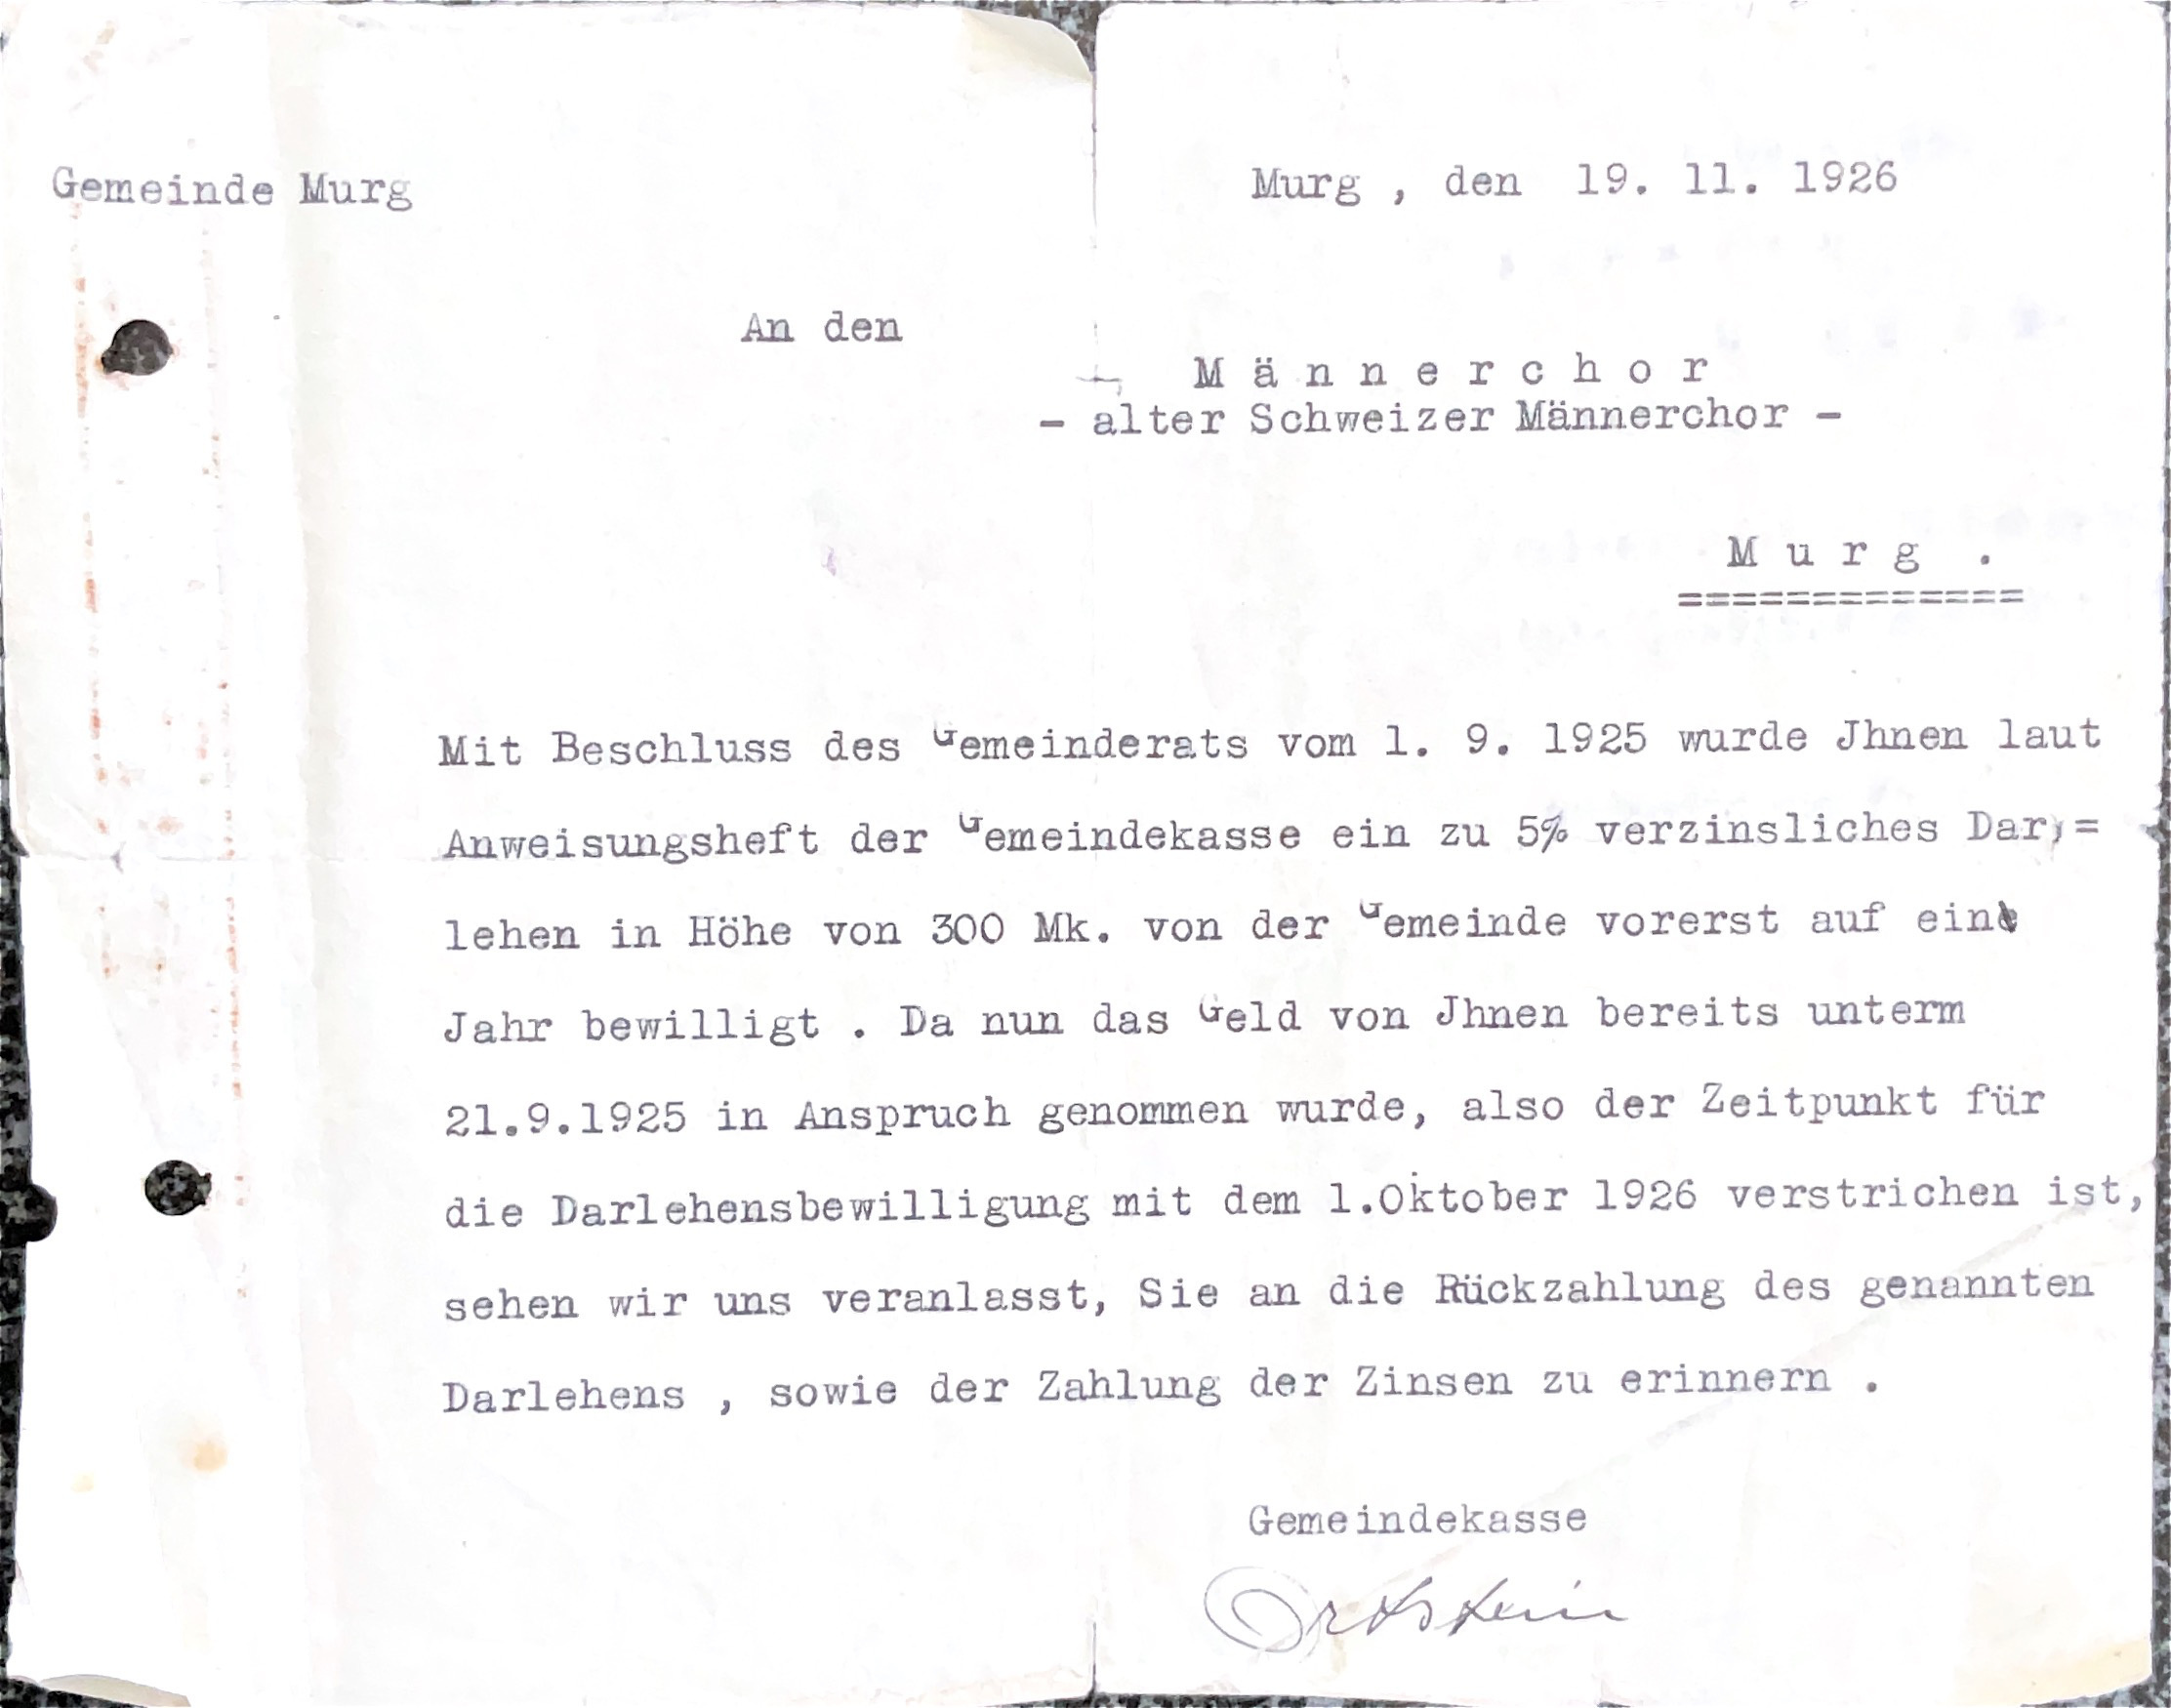 Gemeinde Murg
Murg , den 19. 11. 1926
An den
M ä n n e r c h o r
- alter Schweizer Männerchor -
M u r g .
=============
Mit Beschluss des Gemeinderats vom 1. 9. 1925 wurde Jhnen laut
Anweisungsheft der Gemeindekasse ein zu 5% verzinsliches Dar=
lehen in Höhe von 300 Mk. von der Gemeinde vorerst auf ein
Jahr bewilligt . Da nun das Geld von Jhnen bereits unterm
21.9.1925 in Anspruch genommen wurde, also der Zeitpunkt für
die Darlehensbewilligung mit dem 1.Oktober 1926 verstrichen ist,
sehen wir uns veranlasst, Sie an die Rückzahlung des genannten
Darlehens , sowie der Zahlung der Zinsen zu erinnern .
Gemeindekasse